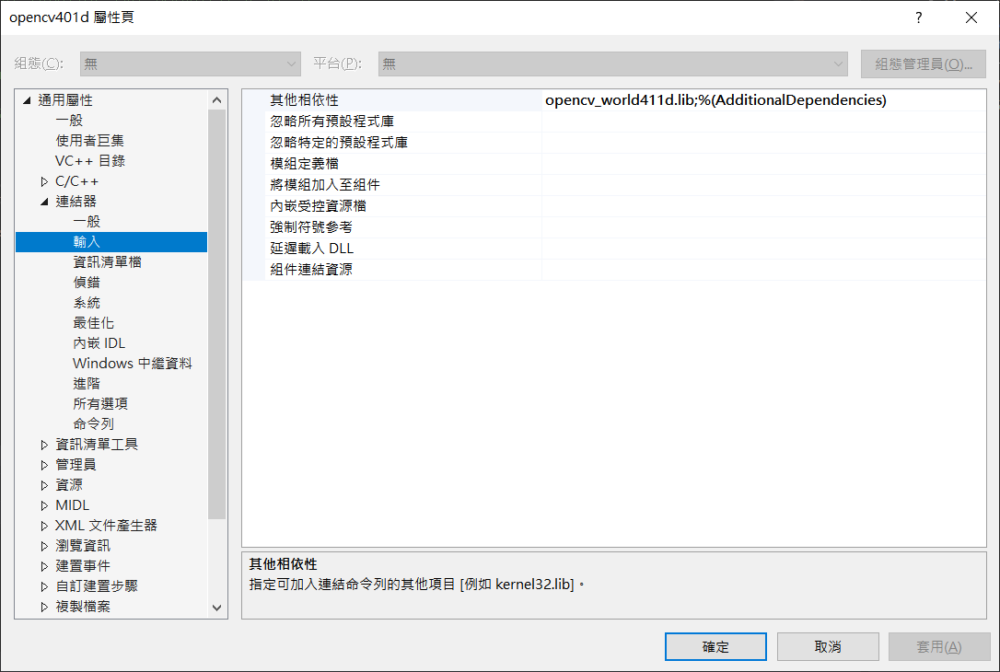 opencv401d 屬性頁
?
組態(C):
無
平台(P):
無
組態管理員(O)...
通用屬性
一般
使用者巨集
VC++ 目錄
C/C++
連結器
一般
輸入
資訊清單檔
偵錯
系統
最佳化
內嵌 IDL
Windows 中繼資料
進階
所有選項
命令列
資訊清單工具
管理員
資源
MIDL
XML 文件產生器
瀏覽資訊
建置事件
自訂建置步驟
複製檔案
其他相依性 opencv_world411d.lib;%(AdditionalDependencies)
忽略所有預設程式庫
忽略特定的預設程式庫
模組定義檔
將模組加入至組件
內嵌受控資源檔
強制符號參考
延遲載入 DLL
組件連結資源
其他相依性
指定可加入連結命令列的其他項目 [例如 kernel32.lib]。
確定
取消
套用(A)